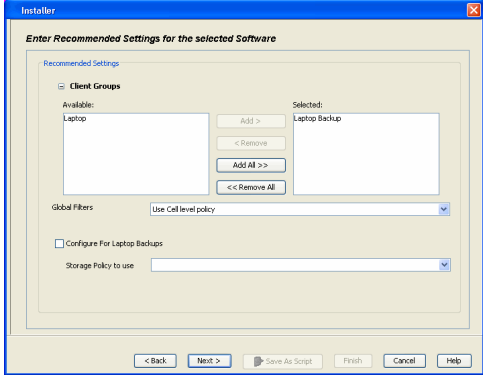 Installer
Enter Recommended Settings for the selected Software
Recommended Settings
Client Groups
Available:
Selected:
Laptop
Laptop Backup
Add >
< Remove
Add All >>
<< Remove All
Global Filters
Use Cell level policy
Configure For Laptop Backups
Storage Policy to use
< Back
Next >
Save As Script
Finish
Cancel
Help